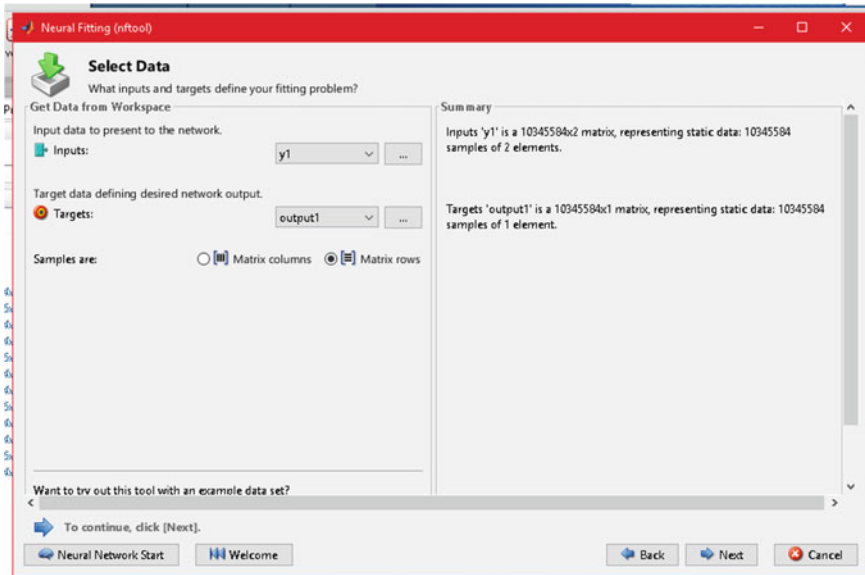 Neural Fitting (nftool)
Select Data
What inputs and targets define your fitting problem?
Get Data from Workspace
Input data to present to the network.
Inputs:
y1
...
Target data defining desired network output.
Targets:
output1
...
Samples are:
Matrix columns
Matrix rows
Want to try out this tool with an example data set?
Summary
Inputs 'y1' is a 10345584x2 matrix, representing static data: 10345584
samples of 2 elements.
Targets 'output1' is a 10345584x1 matrix, representing static data: 10345584
samples of 1 element.
To continue, click [Next].
Neural Network Start
Welcome
Back
Next
Cancel